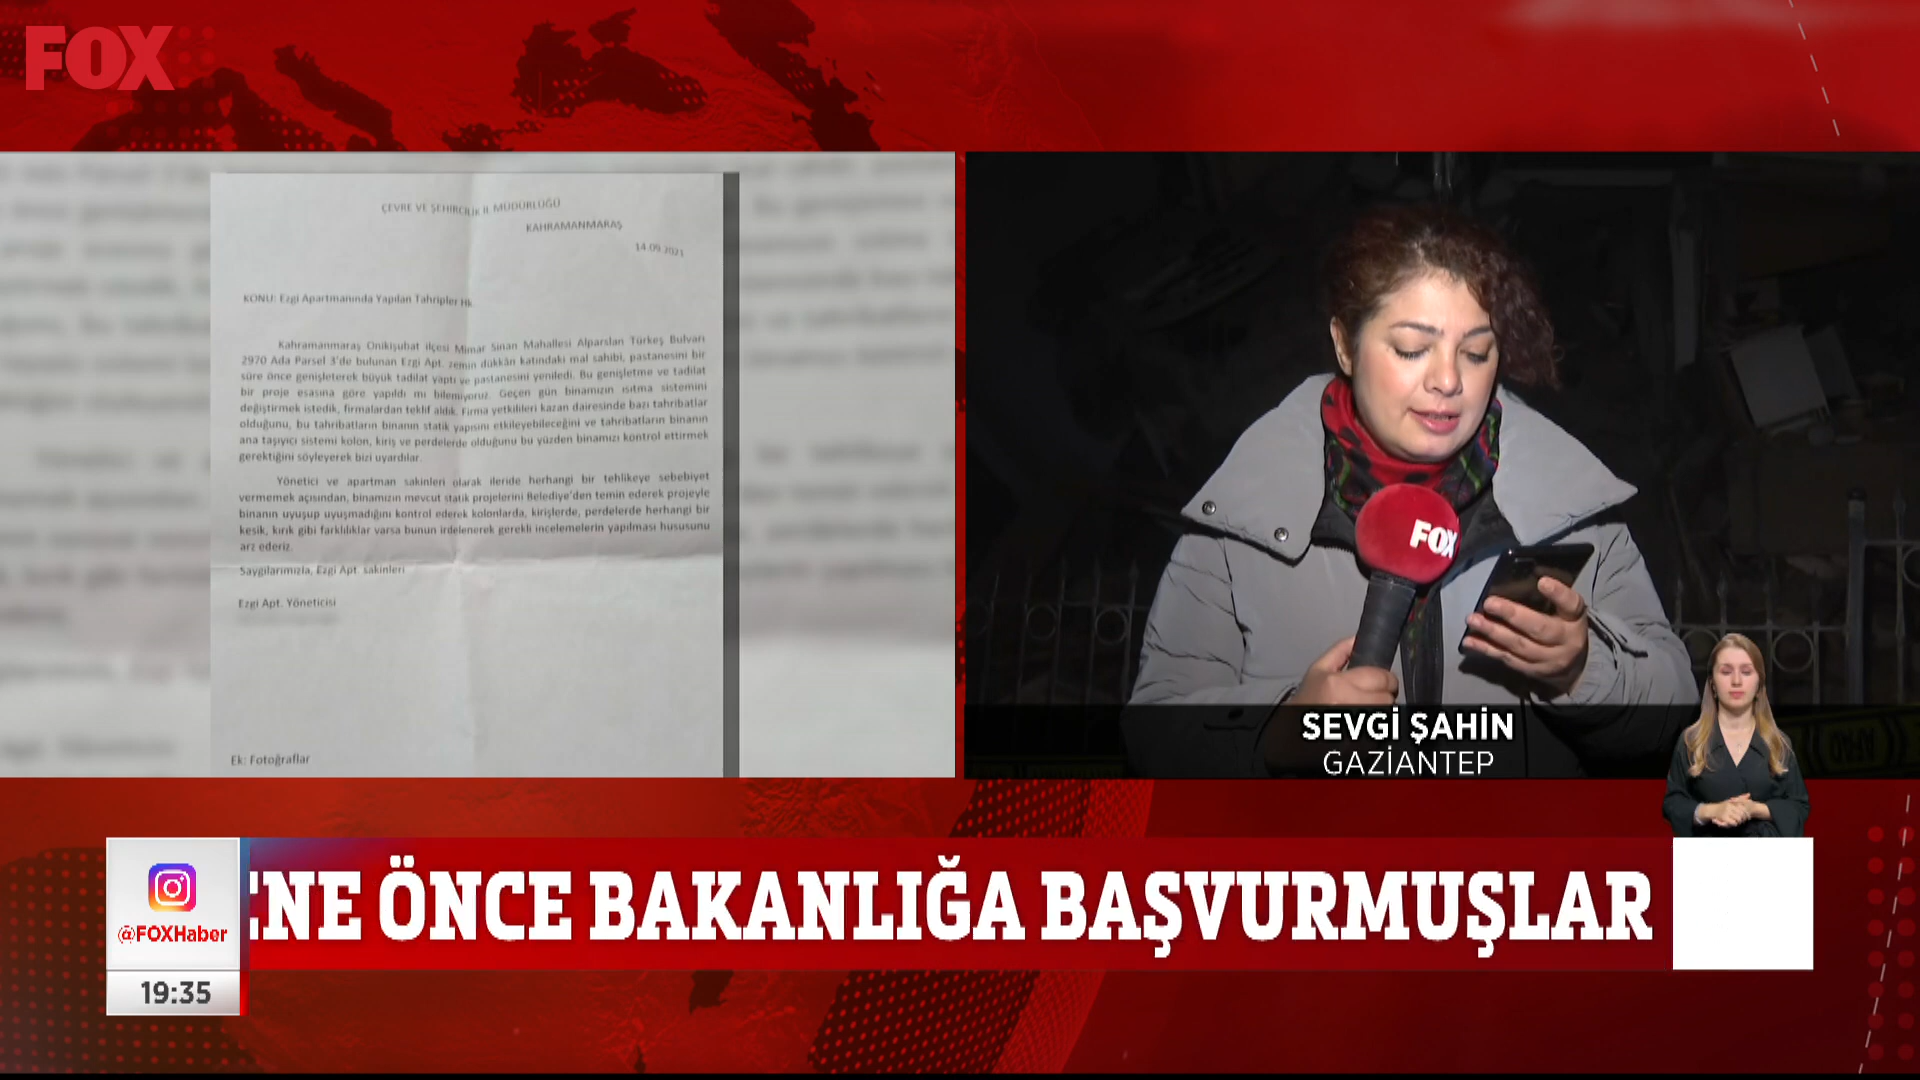 FOX
ÇEVRE VE ŞEHİRCİLİK İL MÜDÜRLÜĞÜ
KAHRAMANMARAŞ
14.09.2021
KONU: Ezgi Apartmanında Yapılan Tahripler Hk
Kahramanmaraş Onikişubat ilçesi Mimar Sinan Mahallesi Alparslan Türkeş Bulvarı
2970 Ada Parsel 3'de bulunan Ezgi Apt. zemin dükkân katındaki mal sahibi, pastanesini bir
süre önce genişleterek büyük tadilat yaptı ve pastanesini yeniledi. Bu genişletme ve tadilat
bir proje esasına göre yapıldı mı bilemiyoruz. Geçen gün binamızın ısıtma sistemini
değiştirmek istedik, firmalardan teklif aldık. Firma yetkilileri kazan dairesinde bazı tahribatlar
olduğunu, bu tahribatların binanın statik yapısını etkileyebileceğini ve tahribatların binanın
ana taşıyıcı sistemi kolon, kiriş ve perdelerde olduğunu bu yüzden binamızı kontrol ettirmek
gerektiğini söyleyerek bizi uyardılar.
Yönetici ve apartman sakinleri olarak ileride herhangi bir tehlikeye sebebiyet
vermemek açısından, binamızın mevcut statik projelerini Belediye'den temin ederek projeyle
binanın uyuşup uyuşmadığını kontrol ederek kolonlarda, kirişlerde, perdelerde herhangi bir
kesik, kırık gibi farklılıklar varsa bunun irdelenerek gerekli incelemelerin yapılması hususunu
arz ederiz.
Saygılarımızla, Ezgi Apt. sakinleri
Ezgi Apt. Yöneticisi
Ek: Fotoğraflar
FOX
SEVGİ ŞAHİN
GAZİANTEP
NE ÖNCE BAKANLIĞA BAŞVURMUŞLAR
@FOXHaber
19:35